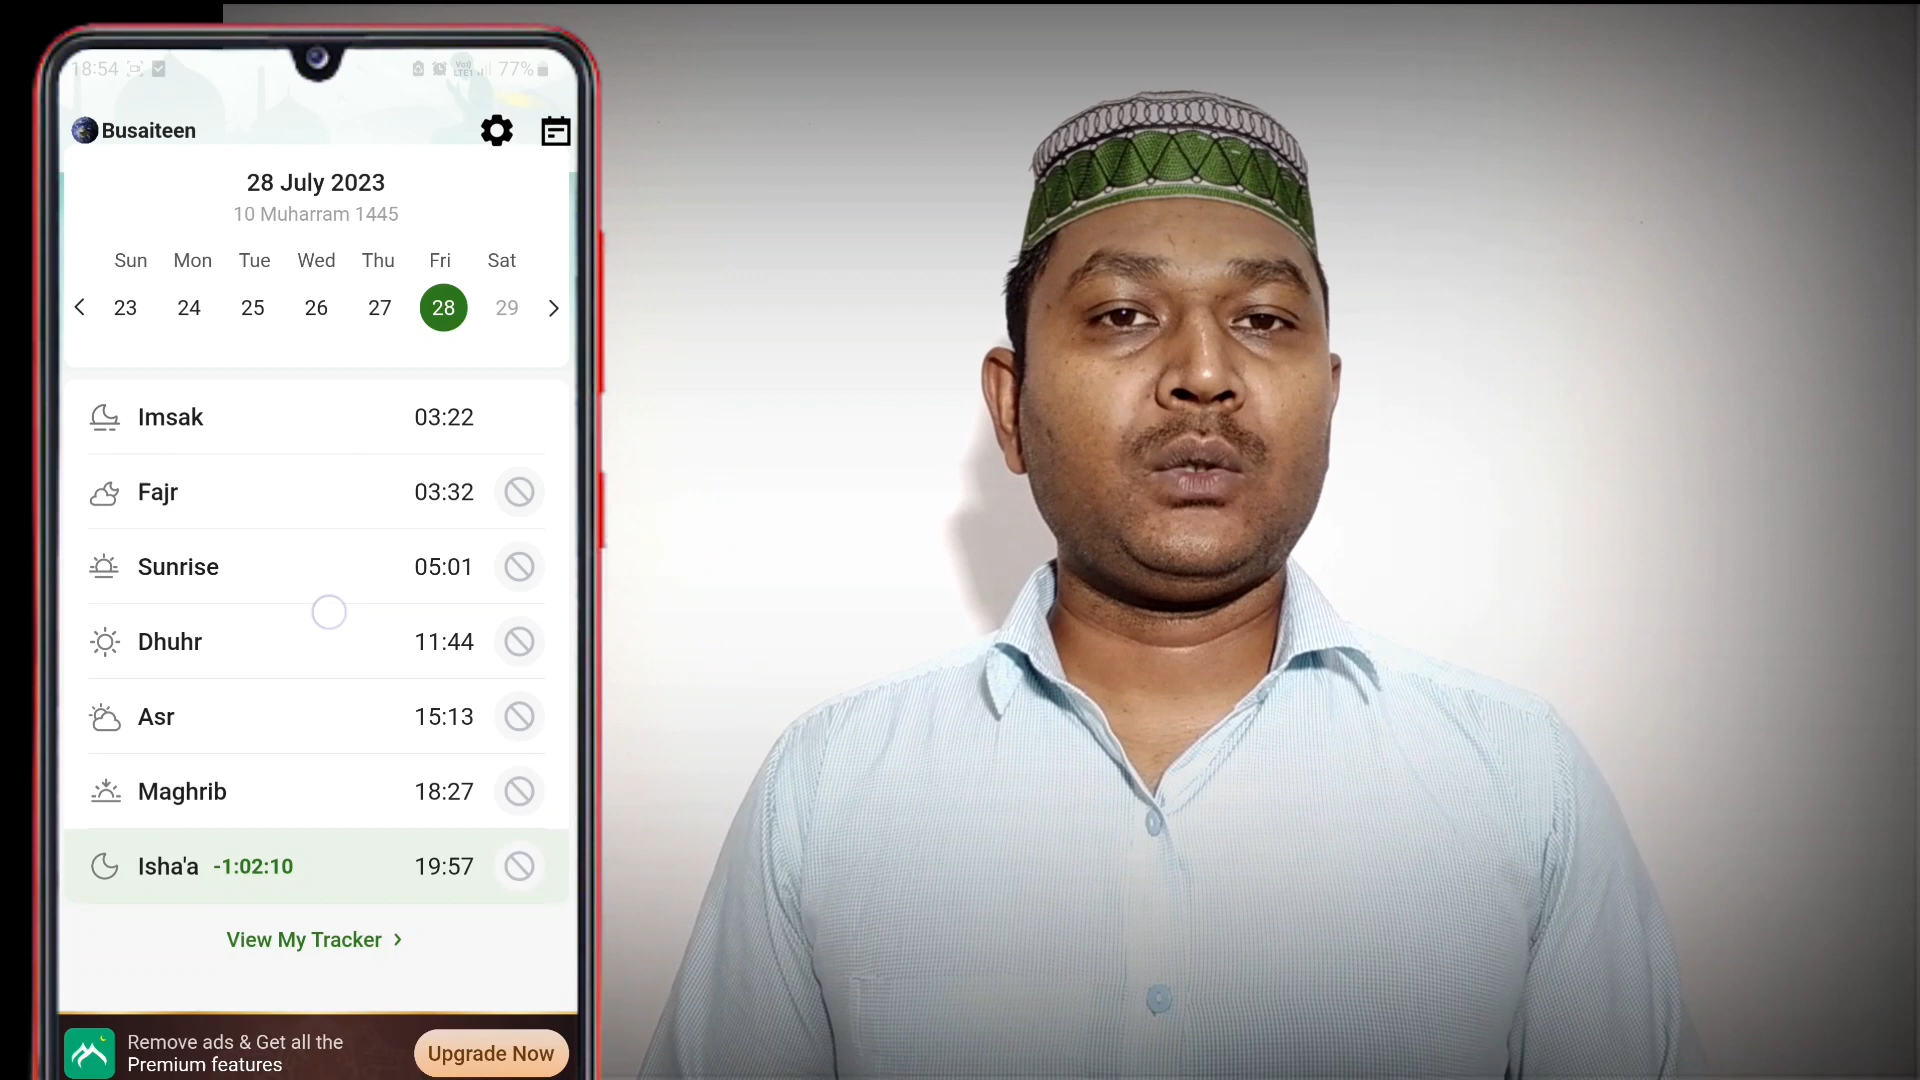 18:54 Vo) LTE1 77%
Busaiteen
28 July 2023
10 Muharram 1445
Sun Mon Tue Wed Thu Fri Sat
23 24 25 26 27 28 29
Imsak 03:22
Fajr 03:32
Sunrise 05:01
Dhuhr 11:44
Asr 15:13
Maghrib 18:27
Isha'a -1:02:10 19:57
View My Tracker
Remove ads & Get all the
Premium features
Upgrade Now